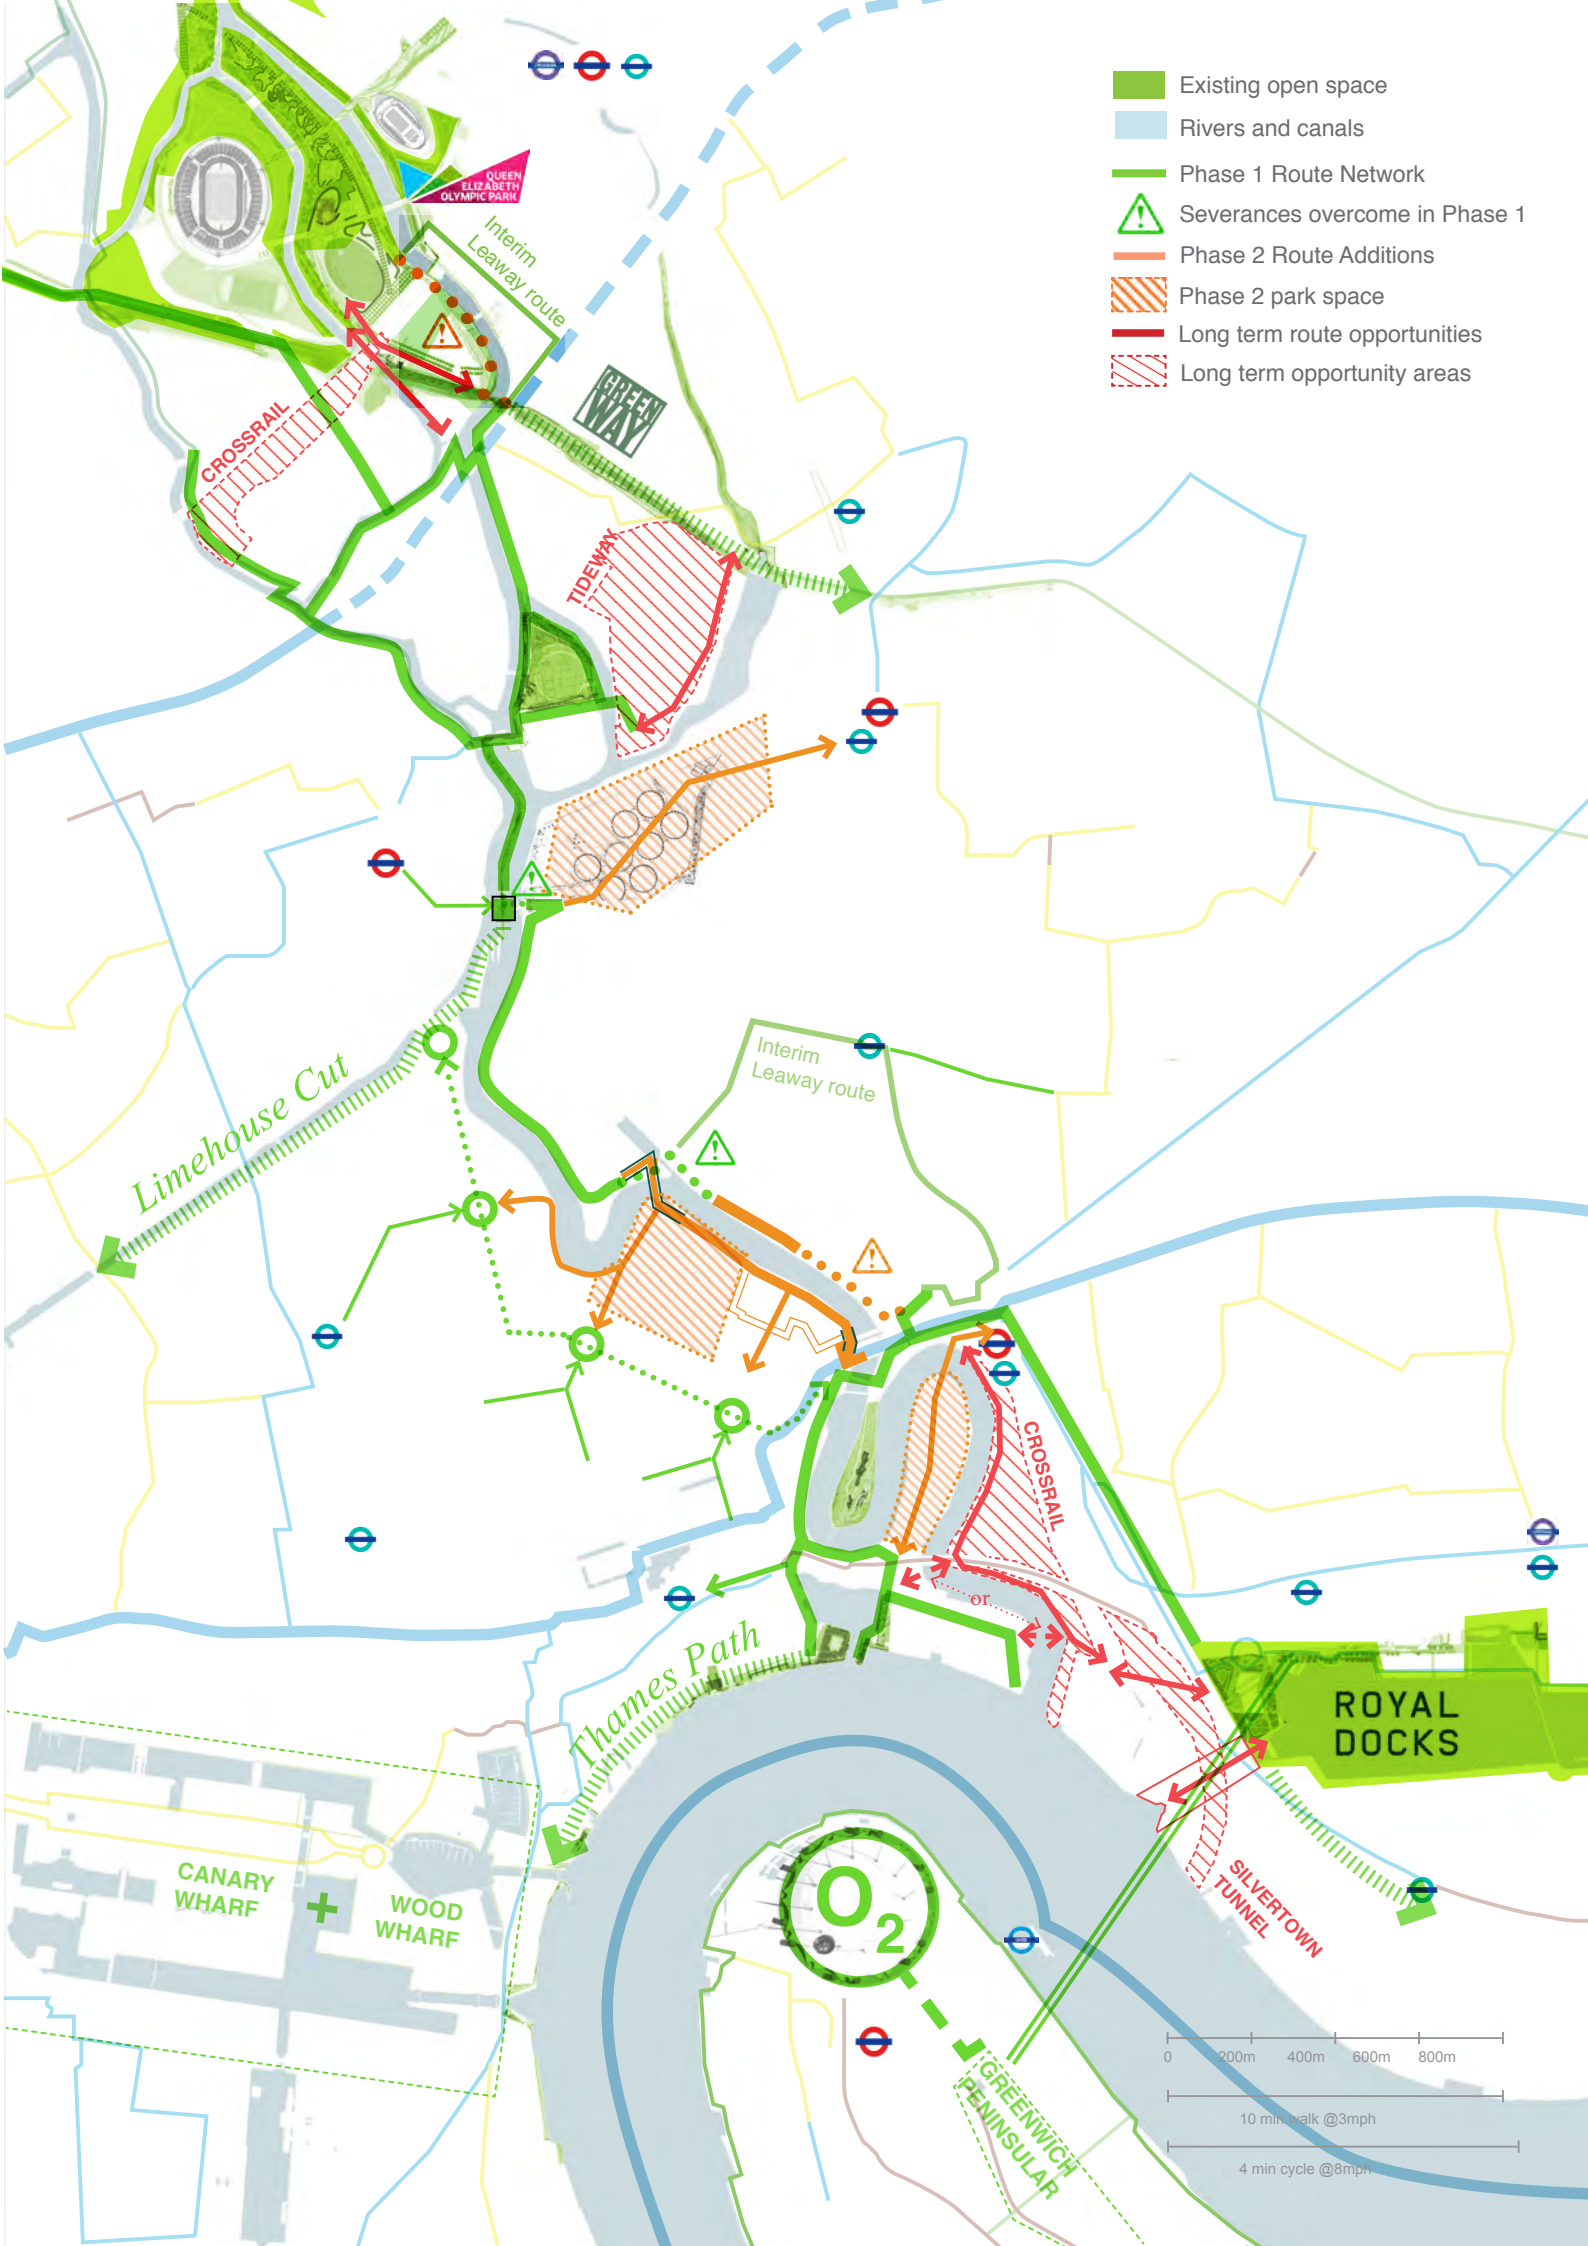 Existing open space
Rivers and canals
Phase 1 Route Network
Severances overcome in Phase 1
Phase 2 Route Additions
Phase 2 park space
Long term route opportunities
Long term opportunity areas
QUEEN
ELIZABETH
OLYMPIC PARK
Interim
Leaway route
GREEN
WAY
CROSSRAIL
TIDEWAY
Limehouse Cut
Interim
Leaway route
CROSSRAIL
or
Thames Path
ROYAL
DOCKS
CANARY
WHARF
+
WOOD
WHARF
O2
SILVERTOWN
TUNNEL
GREENWICH
PENINSULAR
0 200m 400m 600m 800m
10 min walk @3mph
4 min cycle @8mph